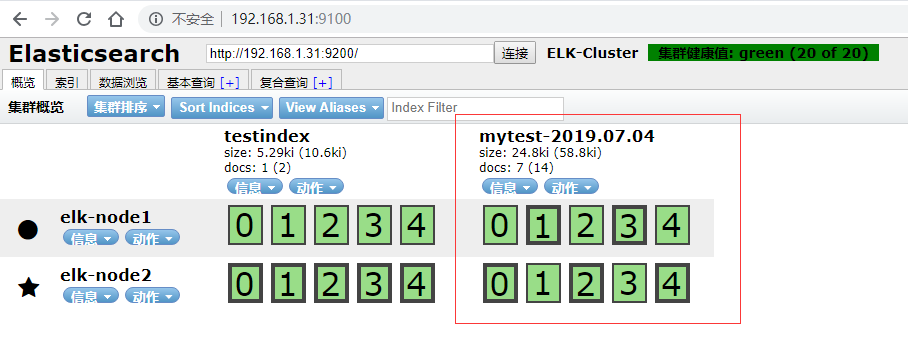 不安全 | 192.168.1.31:9100
Elasticsearch http://192.168.1.31:9200/ 连接 ELK-Cluster 集群健康值: green (20 of 20)
概览 索引 数据浏览 基本查询 [+] 复合查询 [+]
集群概览 集群排序 Sort Indices View Aliases Index Filter
testindex mytest-2019.07.04
size: 5.29ki (10.6ki) size: 24.8ki (58.8ki)
docs: 1 (2) docs: 7 (14)
信息 动作 信息 动作
elk-node1 0 1 2 3 4 0 1 2 3 4
信息 动作
elk-node2 0 1 2 3 4 0 1 2 3 4
信息 动作